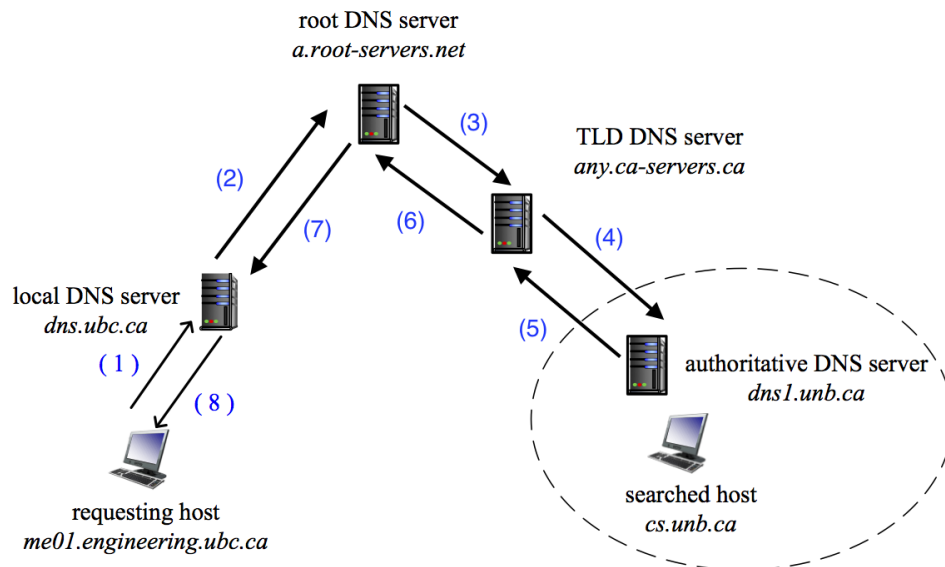 root DNS server
a.root-servers.net
(3)
TLD DNS server
any.ca-servers.ca
(2)
(7)
(6)
(4)
local DNS server
dns.ubc.ca
(5)
( 1 )
authoritative DNS server
dns1.unb.ca
( 8 )
searched host
cs.unb.ca
requesting host
me01.engineering.ubc.ca